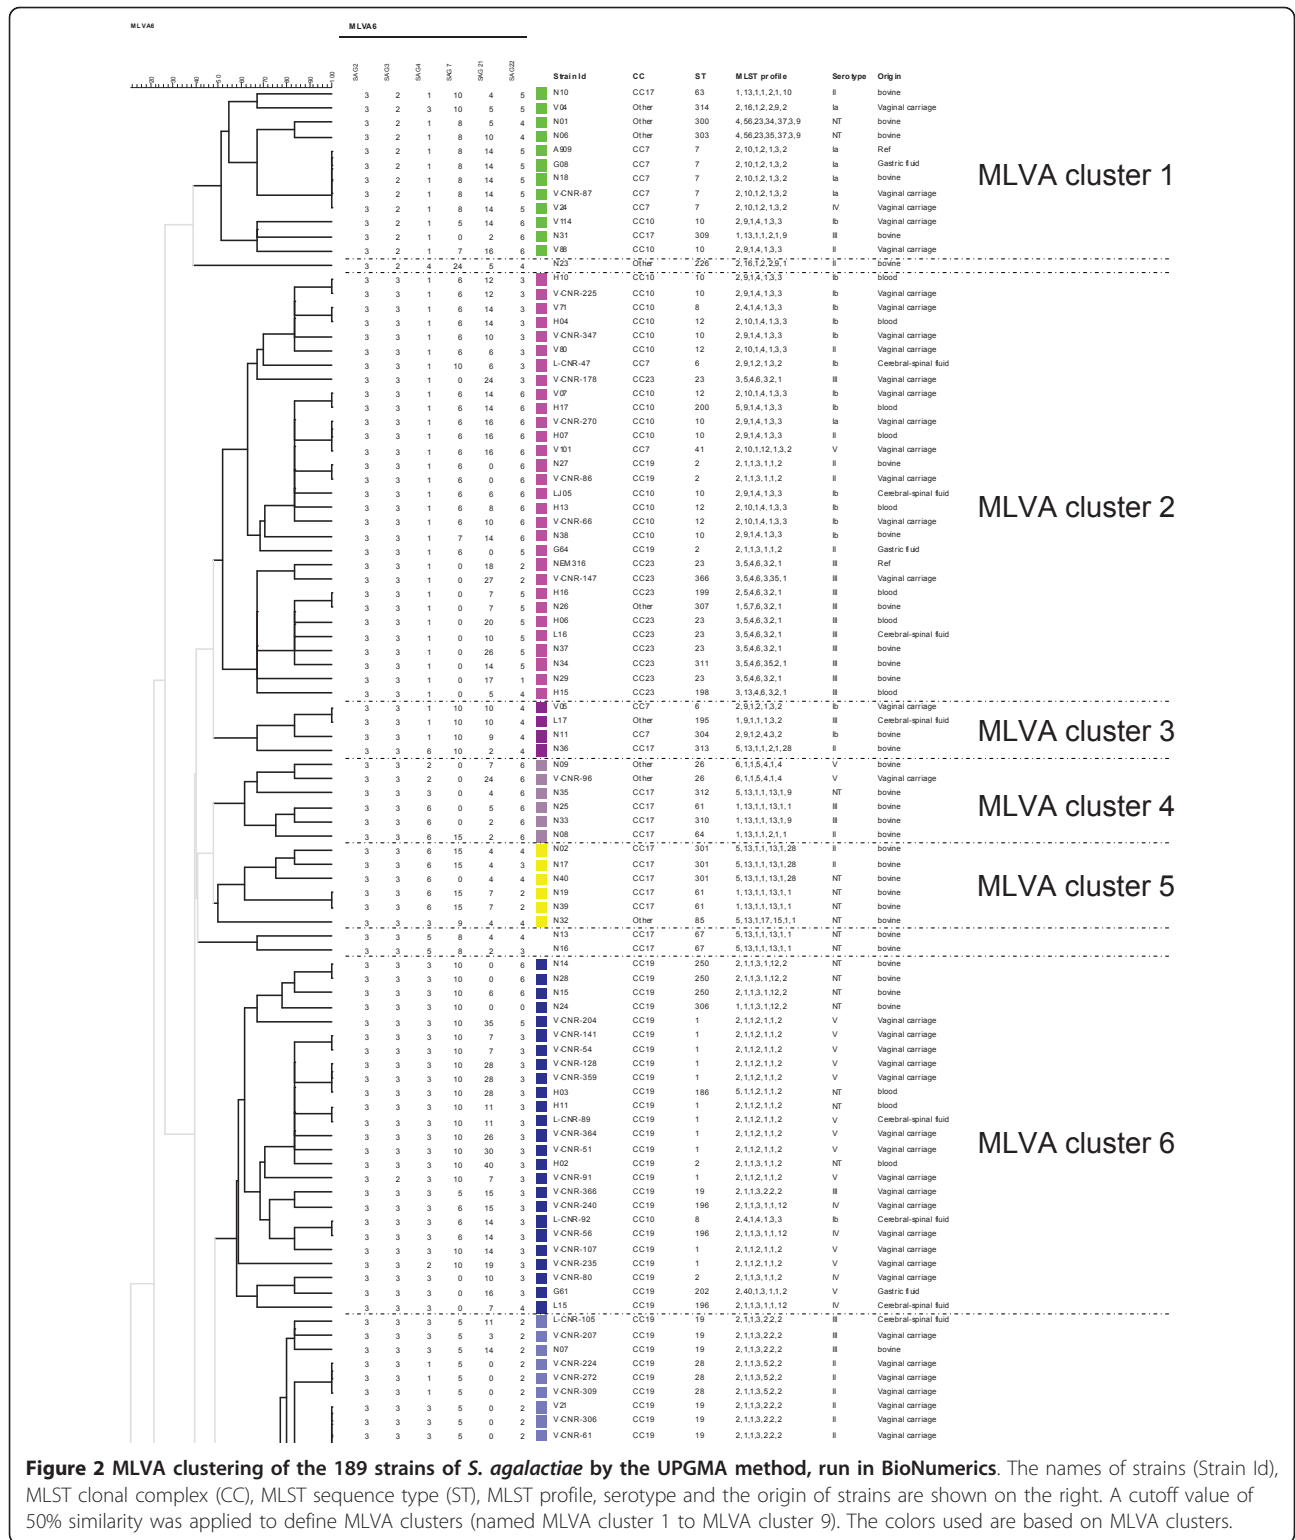 MLVA6 MLVA6
20 30 40 50 60 70 80 90 100 SAG2 SAG3 SAG4 SAG7 SAG21 SAG22 Strain Id CC ST MLST profile Serotype Origin
3 2 1 10 4 5 N10 CC17 63 1,13,1,1,2,1,10 II bovine
3 2 3 10 5 5 V04 Other 314 2,16,1,2,2,9,2 Ia Vaginal carriage
3 2 1 8 5 4 N01 Other 300 4,56,23,34,37,3,9 NT bovine
3 2 1 8 10 4 N06 Other 303 4,56,23,35,37,3,9 NT bovine
3 2 1 8 14 5 A909 CC7 7 2,10,1,2,1,3,2 Ia Ref
3 2 1 8 14 5 G08 CC7 7 2,10,1,2,1,3,2 Ia Gastric fluid
3 2 1 8 14 5 N18 CC7 7 2,10,1,2,1,3,2 Ia bovine
MLVA cluster 1
3 2 1 8 14 5 V-CNR-87 CC7 7 2,10,1,2,1,3,2 Ia Vaginal carriage
3 2 1 8 14 5 V24 CC7 7 2,10,1,2,1,3,2 IV Vaginal carriage
3 2 1 5 14 6 V114 CC10 10 2,9,1,4,1,3,3 Ib Vaginal carriage
3 2 1 0 2 6 N31 CC17 309 1,13,1,1,2,1,9 III bovine
3 2 1 7 16 6 V88 CC10 10 2,9,1,4,1,3,3 II Vaginal carriage
3 2 4 24 5 4 N23 Other 226 2,16,1,2,2,9,1 II bovine
3 3 1 6 12 3 H10 CC10 10 2,9,1,4,1,3,3 Ib blood
3 3 1 6 12 3 V-CNR-225 CC10 10 2,9,1,4,1,3,3 Ib Vaginal carriage
3 3 1 6 14 3 V71 CC10 8 2,4,1,4,1,3,3 Ib Vaginal carriage
3 3 1 6 14 3 H04 CC10 12 2,10,1,4,1,3,3 Ib blood
3 3 1 6 10 3 V-CNR-347 CC10 10 2,9,1,4,1,3,3 Ib Vaginal carriage
3 3 1 6 6 3 V80 CC10 12 2,10,1,4,1,3,3 II Vaginal carriage
3 3 1 10 6 3 L-CNR-47 CC7 6 2,9,1,2,1,3,2 Ib Cerebral-spinal fluid
3 3 1 0 24 3 V-CNR-178 CC23 23 3,5,4,6,3,2,1 III Vaginal carriage
3 3 1 6 14 6 V07 CC10 12 2,10,1,4,1,3,3 Ib Vaginal carriage
3 3 1 6 14 6 H17 CC10 200 5,9,1,4,1,3,3 Ib blood
3 3 1 6 16 6 V-CNR-270 CC10 10 2,9,1,4,1,3,3 Ia Vaginal carriage
3 3 1 6 16 6 H07 CC10 10 2,9,1,4,1,3,3 II blood
3 3 1 6 16 6 V101 CC7 41 2,10,1,12,1,3,2 V Vaginal carriage
3 3 1 6 0 6 N27 CC19 2 2,1,1,3,1,1,2 II bovine
3 3 1 6 0 6 V-CNR-86 CC19 2 2,1,1,3,1,1,2 II Vaginal carriage
3 3 1 6 6 6 LJ05 CC10 10 2,9,1,4,1,3,3 Ib Cerebral-spinal fluid
3 3 1 6 8 6 H13 CC10 12 2,10,1,4,1,3,3 Ib blood
MLVA cluster 2
3 3 1 6 10 6 V-CNR-66 CC10 12 2,10,1,4,1,3,3 Ib Vaginal carriage
3 3 1 7 14 6 N38 CC10 10 2,9,1,4,1,3,3 Ib bovine
3 3 1 6 0 5 G64 CC19 2 2,1,1,3,1,1,2 II Gastric fluid
3 3 1 0 18 2 NEM316 CC23 23 3,5,4,6,3,2,1 III Ref
3 3 1 0 27 2 V-CNR-147 CC23 366 3,5,4,6,3,35,1 III Vaginal carriage
3 3 1 0 7 5 H16 CC23 199 2,5,4,6,3,2,1 III blood
3 3 1 0 7 5 N26 Other 307 1,5,7,6,3,2,1 III bovine
3 3 1 0 20 5 H06 CC23 23 3,5,4,6,3,2,1 III blood
3 3 1 0 10 5 L16 CC23 23 3,5,4,6,3,2,1 III Cerebral-spinal fluid
3 3 1 0 26 5 N37 CC23 23 3,5,4,6,3,2,1 III bovine
3 3 1 0 14 5 N34 CC23 311 3,5,4,6,35,2,1 III bovine
3 3 1 0 17 1 N29 CC23 23 3,5,4,6,3,2,1 III bovine
3 3 1 0 5 4 H15 CC23 198 3,13,4,6,3,2,1 III blood
3 3 1 10 10 4 V05 CC7 6 2,9,1,2,1,3,2 Ib Vaginal carriage
3 3 1 10 10 4 L17 Other 195 1,9,1,1,1,3,2 III Cerebral-spinal fluid
MLVA cluster 3
3 3 1 10 9 4 N11 CC7 304 2,9,1,2,4,3,2 Ib bovine
3 3 6 10 2 4 N36 CC17 313 5,13,1,1,2,1,28 II bovine
3 3 2 0 7 6 N09 Other 26 6,1,1,5,4,1,4 V bovine
3 3 2 0 24 6 V-CNR-96 Other 26 6,1,1,5,4,1,4 V Vaginal carriage
3 3 3 0 4 6 N35 CC17 312 5,13,1,1,13,1,9 NT bovine
MLVA cluster 4
3 3 6 0 5 6 N25 CC17 61 1,13,1,1,13,1,1 III bovine
3 3 6 0 2 6 N33 CC17 310 1,13,1,1,13,1,9 III bovine
3 3 6 15 2 6 N08 CC17 64 1,13,1,1,2,1,1 II bovine
3 3 6 15 4 4 N02 CC17 301 5,13,1,1,13,1,28 II bovine
3 3 6 15 4 3 N17 CC17 301 5,13,1,1,13,1,28 II bovine
3 3 6 0 4 4 N40 CC17 301 5,13,1,1,13,1,28 NT bovine
MLVA cluster 5
3 3 6 15 7 2 N19 CC17 61 1,13,1,1,13,1,1 NT bovine
3 3 6 15 7 2 N39 CC17 61 1,13,1,1,13,1,1 NT bovine
3 3 3 9 4 4 N32 Other 85 5,13,1,17,15,1,1 NT bovine
3 3 5 8 4 4 N13 CC17 67 5,13,1,1,13,1,1 NT bovine
3 3 5 8 2 3 N16 CC17 67 5,13,1,1,13,1,1 NT bovine
3 3 3 10 0 6 N14 CC19 250 2,1,1,3,1,12,2 NT bovine
3 3 3 10 0 6 N28 CC19 250 2,1,1,3,1,12,2 NT bovine
3 3 3 10 6 6 N15 CC19 250 2,1,1,3,1,12,2 NT bovine
3 3 3 10 0 0 N24 CC19 306 1,1,1,3,1,12,2 NT bovine
3 3 3 10 35 5 V-CNR-204 CC19 1 2,1,1,2,1,1,2 V Vaginal carriage
3 3 3 10 7 3 V-CNR-141 CC19 1 2,1,1,2,1,1,2 V Vaginal carriage
3 3 3 10 7 3 V-CNR-54 CC19 1 2,1,1,2,1,1,2 V Vaginal carriage
3 3 3 10 28 3 V-CNR-128 CC19 1 2,1,1,2,1,1,2 V Vaginal carriage
3 3 3 10 28 3 V-CNR-359 CC19 1 2,1,1,2,1,1,2 V Vaginal carriage
3 3 3 10 28 3 H03 CC19 186 5,1,1,2,1,1,2 NT blood
3 3 3 10 11 3 H11 CC19 1 2,1,1,2,1,1,2 NT blood
3 3 3 10 11 3 L-CNR-89 CC19 1 2,1,1,2,1,1,2 V Cerebral-spinal fluid
3 3 3 10 26 3 V-CNR-364 CC19 1 2,1,1,2,1,1,2 V Vaginal carriage
MLVA cluster 6
3 3 3 10 30 3 V-CNR-51 CC19 1 2,1,1,2,1,1,2 V Vaginal carriage
3 3 3 10 40 3 H02 CC19 2 2,1,1,3,1,1,2 NT blood
3 2 3 10 7 3 V-CNR-91 CC19 1 2,1,1,2,1,1,2 V Vaginal carriage
3 3 3 5 15 3 V-CNR-366 CC19 19 2,1,1,3,2,2,2 III Vaginal carriage
3 3 3 6 15 3 V-CNR-240 CC19 196 2,1,1,3,1,1,12 IV Vaginal carriage
3 3 3 6 14 3 L-CNR-92 CC10 8 2,4,1,4,1,3,3 Ib Cerebral-spinal fluid
3 3 3 6 14 3 V-CNR-56 CC19 196 2,1,1,3,1,1,12 IV Vaginal carriage
3 3 3 10 14 3 V-CNR-107 CC19 1 2,1,1,2,1,1,2 V Vaginal carriage
3 3 2 10 19 3 V-CNR-235 CC19 1 2,1,1,2,1,1,2 V Vaginal carriage
3 3 3 0 10 3 V-CNR-80 CC19 2 2,1,1,3,1,1,2 IV Vaginal carriage
3 3 3 0 16 3 G61 CC19 202 2,40,1,3,1,1,2 V Gastric fluid
3 3 3 0 7 4 L15 CC19 196 2,1,1,3,1,1,12 IV Cerebral-spinal fluid
3 3 3 5 11 2 L-CNR-105 CC19 19 2,1,1,3,2,2,2 III Cerebral-spinal fluid
3 3 3 5 3 2 V-CNR-207 CC19 19 2,1,1,3,2,2,2 III Vaginal carriage
3 3 3 5 14 2 N07 CC19 19 2,1,1,3,2,2,2 III bovine
3 3 1 5 0 2 V-CNR-224 CC19 28 2,1,1,3,5,2,2 II Vaginal carriage
3 3 1 5 0 2 V-CNR-272 CC19 28 2,1,1,3,5,2,2 II Vaginal carriage
3 3 1 5 0 2 V-CNR-309 CC19 28 2,1,1,3,5,2,2 II Vaginal carriage
3 3 3 5 0 2 V21 CC19 19 2,1,1,3,2,2,2 II Vaginal carriage
3 3 3 5 0 2 V-CNR-306 CC19 19 2,1,1,3,2,2,2 II Vaginal carriage
3 3 3 5 0 2 V-CNR-61 CC19 19 2,1,1,3,2,2,2 II Vaginal carriage
Figure 2 MLVA clustering of the 189 strains of S. agalactiae by the UPGMA method, run in BioNumerics. The names of strains (Strain Id),
MLST clonal complex (CC), MLST sequence type (ST), MLST profile, serotype and the origin of strains are shown on the right. A cutoff value of
50% similarity was applied to define MLVA clusters (named MLVA cluster 1 to MLVA cluster 9). The colors used are based on MLVA clusters.